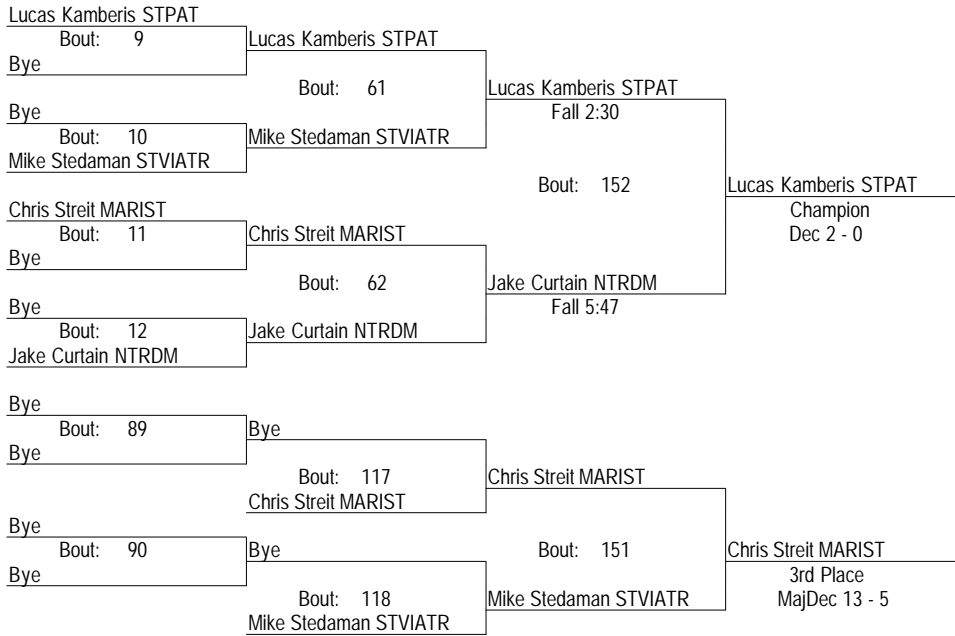 Lucas Kamberis STPAT
Bout: 9
Bye
Lucas Kamberis STPAT
Bout: 61
Bye
Bout: 10
Mike Stedaman STVIATR
Mike Stedaman STVIATR
Lucas Kamberis STPAT
Fall 2:30
Bout: 152
Chris Streit MARIST
Bout: 11
Bye
Chris Streit MARIST
Bout: 62
Bye
Bout: 12
Jake Curtain NTRDM
Jake Curtain NTRDM
Jake Curtain NTRDM
Fall 5:47
Lucas Kamberis STPAT
Champion
Dec 2 - 0
Bye
Bout: 89
Bye
Bye
Bout: 117
Chris Streit MARIST
Chris Streit MARIST
Bye
Bout: 90
Bye
Bye
Bout: 118
Mike Stedaman STVIATR
Bout: 151
Mike Stedaman STVIATR
Chris Streit MARIST
3rd Place
MajDec 13 - 5